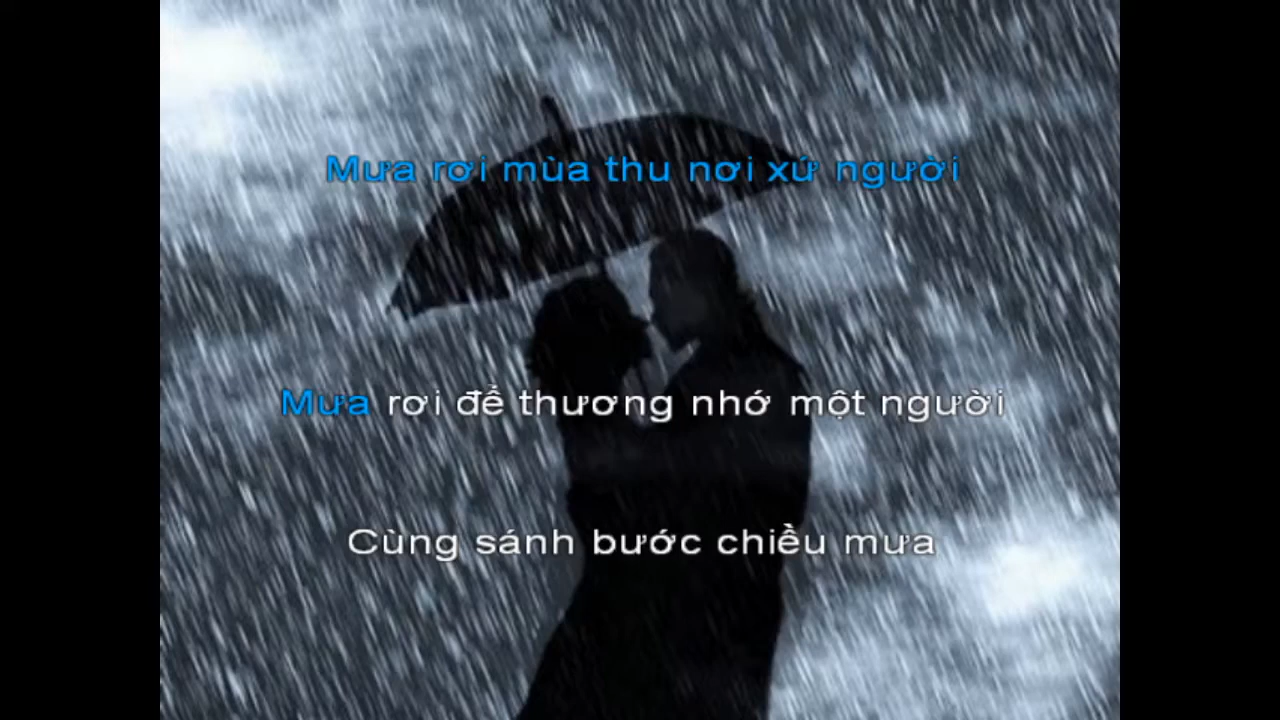 Mưa rơi mùa thu nơi xứ người
Mưa rơi để thương nhớ một người
Cùng sánh bước chiều mưa